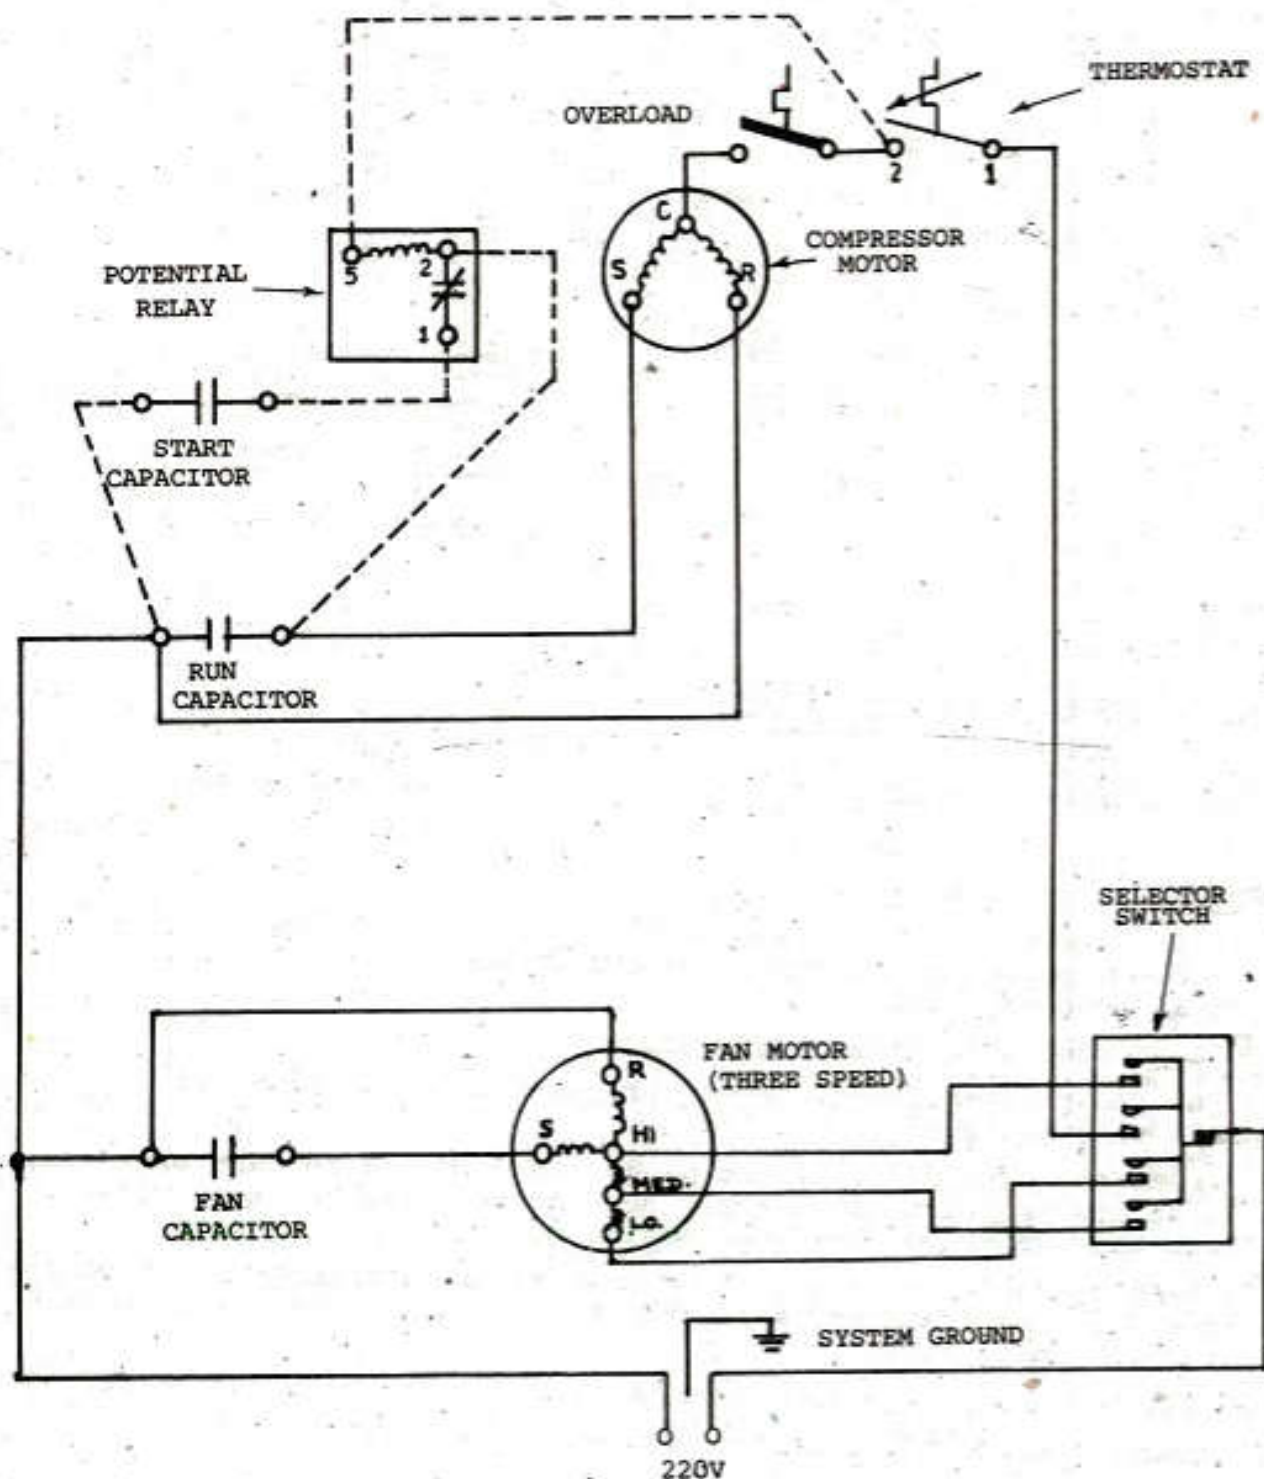 THERMOSTAT
OVERLOAD
2
1
C
S
R
COMPRESSOR
MOTOR
POTENTIAL
RELAY
5
2
1
START
CAPACITOR
RUN
CAPACITOR
SELECTOR
SWITCH
FAN MOTOR
(THREE SPEED)
R
S
HI
MED.
LO
FAN
CAPACITOR
SYSTEM GROUND
220V